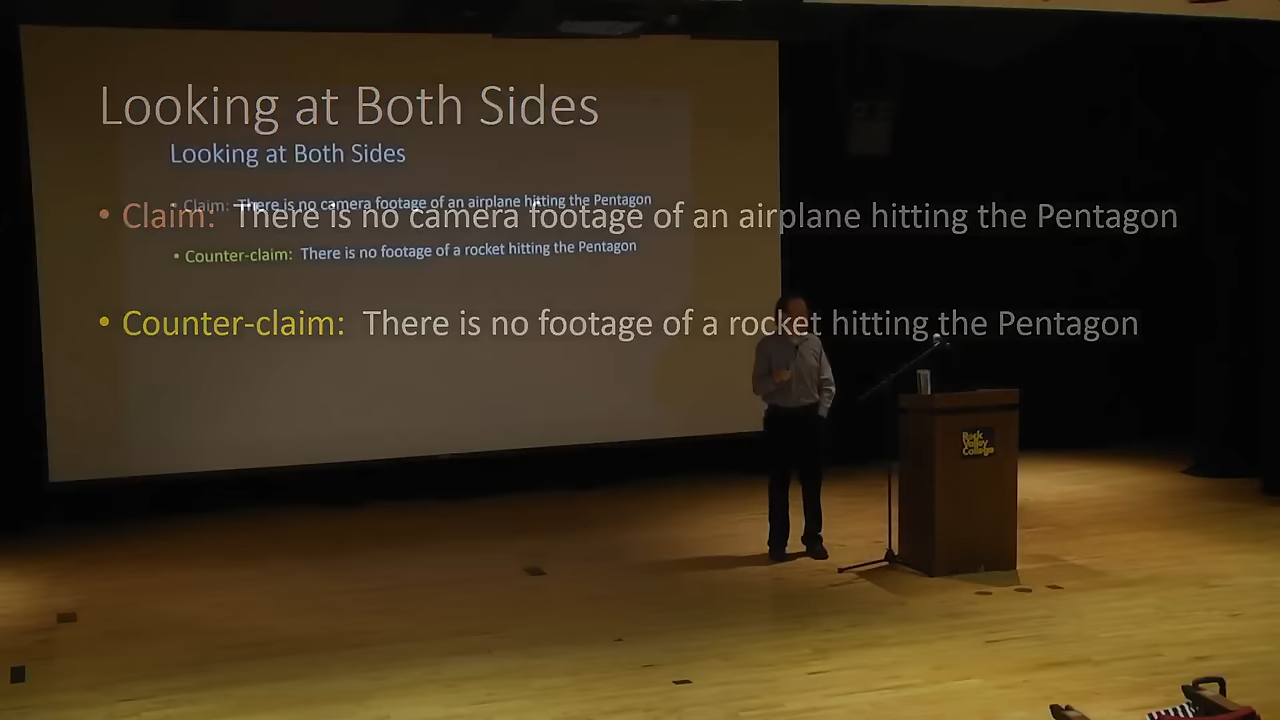 Looking at Both Sides
Looking at Both Sides
• Claim: There is no camera footage of an airplane hitting the Pentagon
• Claim: There is no camera footage of an airplane hitting the Pentagon
• Counter-claim: There is no footage of a rocket hitting the Pentagon
• Counter-claim: There is no footage of a rocket hitting the Pentagon
Rock
Valley
College